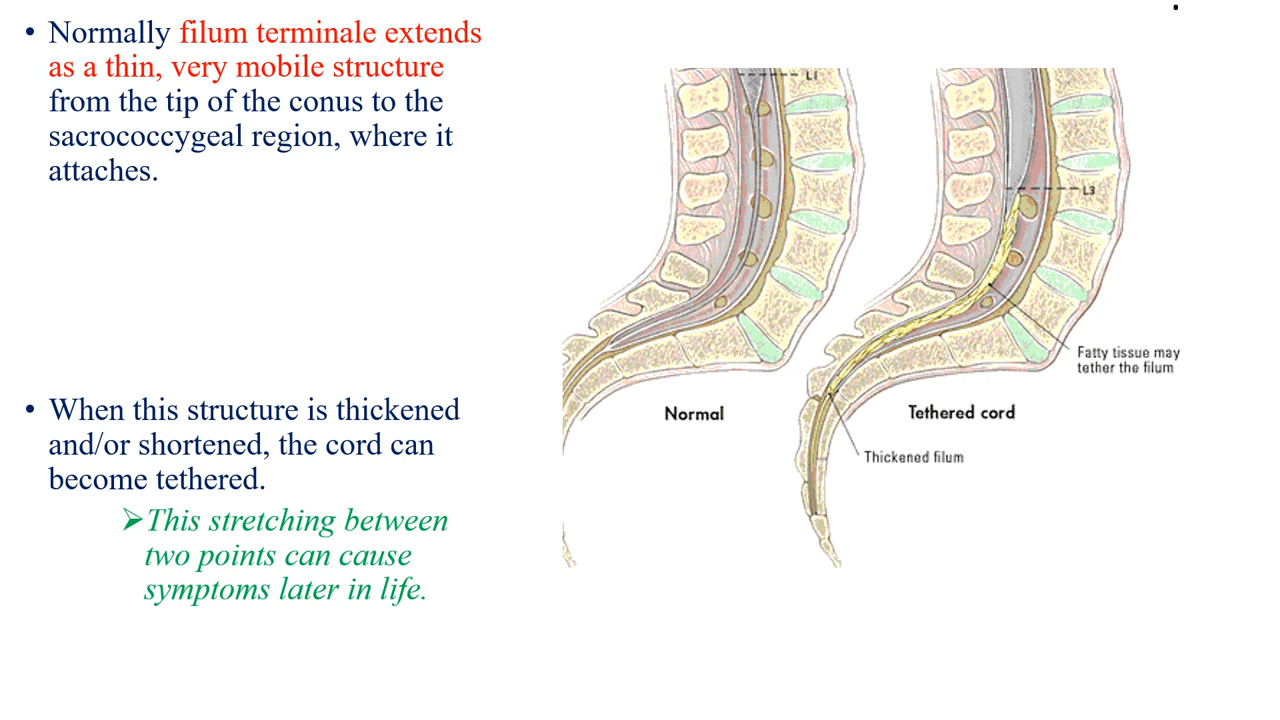 • Normally filum terminale extends
as a thin, very mobile structure
from the tip of the conus to the
sacrococcygeal region, where it
attaches.
• When this structure is thickened
and/or shortened, the cord can
become tethered.
➢This stretching between
two points can cause
symptoms later in life.
L1
L3
Fatty tissue may
tether the filum
Normal
Tethered cord
Thickened filum